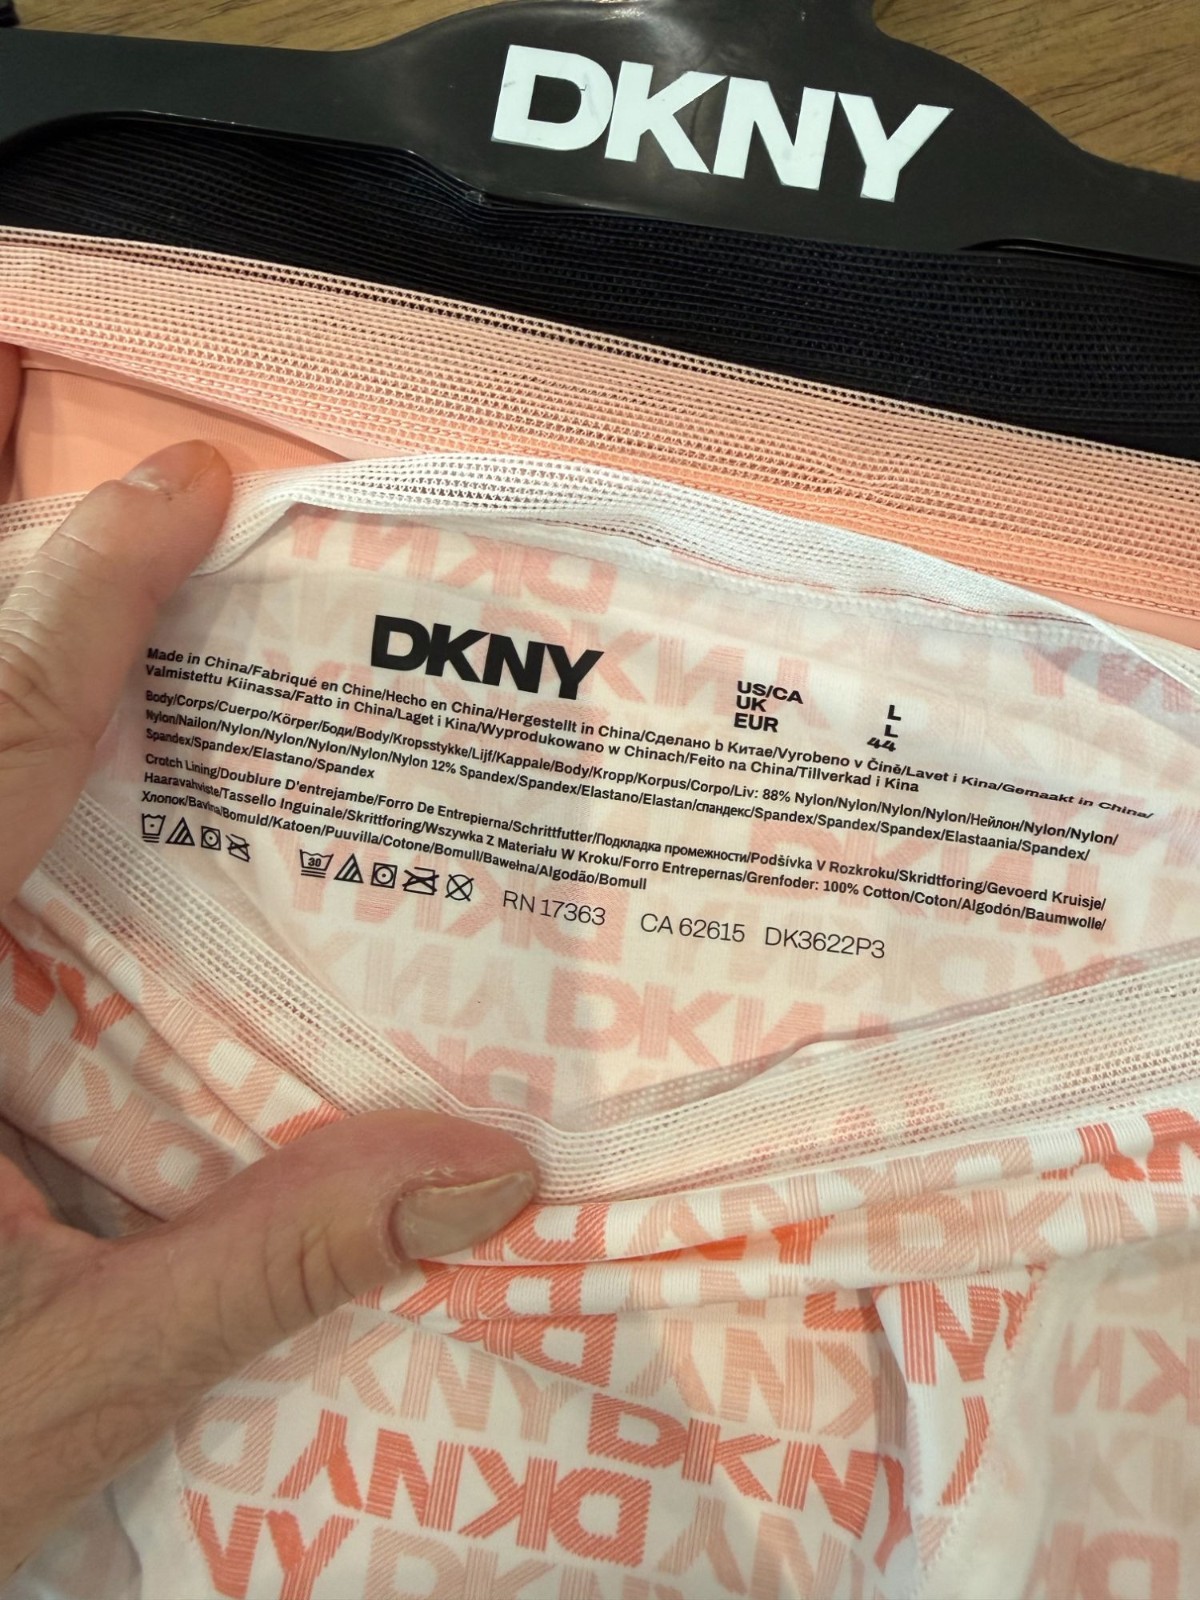 DKNY
DKNY
US/CA L
UK L
EUR 44
Made in China/Fabriqué en Chine/Hecho en China/Hergestellt in China/Сделано b Китае/Vyrobeno v Čině/Lavet i Kina/Gemaakt in China/
Valmistettu Kiinassa/Fatto in China/Laget i Kina/Wyprodukowano w Chinach/Feito na China/Tillverkad i Kina
Body/Corps/Cuerpo/Körper/Боди/Body/Kropsstykke/Lijf/Kappale/Body/Kropp/Korpus/Corpo/Liv: 88% Nylon/Nylon/Nylon/Nylon/Нейлон/Nylon/Nylon/
Nylon/Nailon/Nylon/Nylon/Nylon/Nylon/Nylon 12% Spandex/Spandex/Elastano/Elastan/спандекс/Spandex/Spandex/Spandex/Elastaania/Spandex/
Spandex/Spandex/Elastano/Spandex
Crotch Lining/Doublure D'entrejambe/Forro De Entrepierna/Schrittfutter/Подкладка промежности/Podšívka V Rozkroku/Skridtforing/Gevoerd Kruisje/
Haaravahviste/Tassello Inguinale/Skrittforing/Wszywka Z Materiału W Kroku/Forro Entrepernas/Grenfoder: 100% Cotton/Coton/Algodón/Baumwolle/
Хлопок/Bavlna/Bomuld/Katoen/Puuvilla/Cotone/Bomull/Bawełna/Algodão/Bomull
30
RN 17363 CA 62615 DK3622P3
DKNY
DKNY
DKNY
DKNY